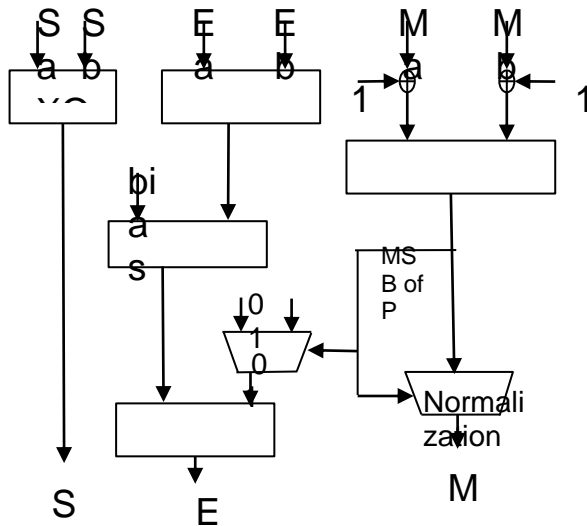 S S E E M M
a b a b a b
1 1
bi
a
s
MS
B of
P
0
1
0
Normali
zation
S E M